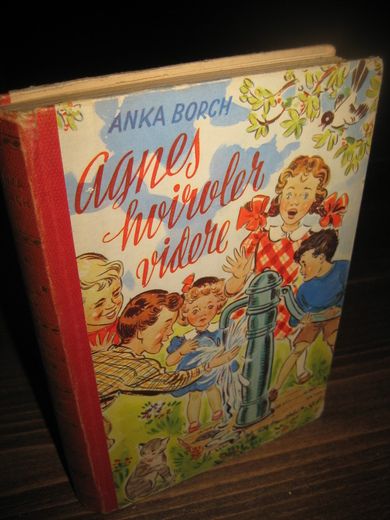 ANKA BORCH
agnes
hvirvler
videre